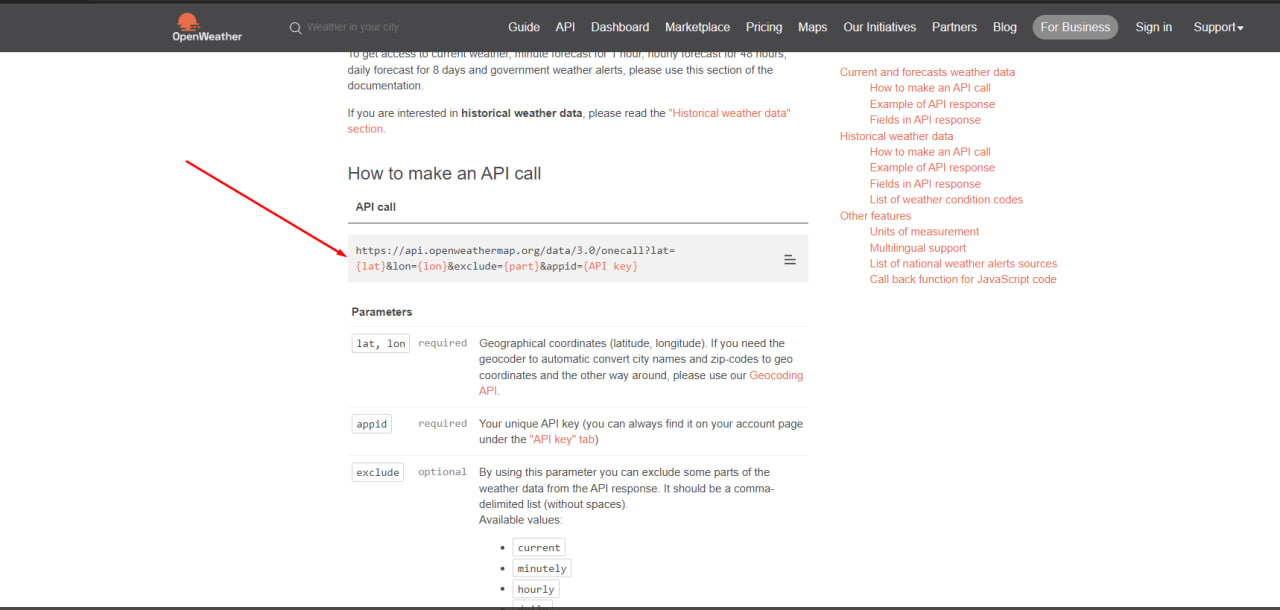 OpenWeather
Weather in your city
Guide API Dashboard Marketplace Pricing Maps Our Initiatives Partners Blog For Business Sign in Support
To get access to current weather, minute forecast for 1 hour, hourly forecast for 48 hours,
daily forecast for 8 days and government weather alerts, please use this section of the
documentation.
If you are interested in historical weather data, please read the "Historical weather data"
section.
How to make an API call
API call
https://api.openweathermap.org/data/3.0/onecall?lat=
{lat}&lon={lon}&exclude={part}&appid={API key}
Parameters
lat, lon required Geographical coordinates (latitude, longitude). If you need the
geocoder to automatic convert city names and zip-codes to geo
coordinates and the other way around, please use our Geocoding
API.
appid required Your unique API key (you can always find it on your account page
under the "API key" tab)
exclude optional By using this parameter you can exclude some parts of the
weather data from the API response. It should be a comma-
delimited list (without spaces).
Available values:
current
minutely
hourly
Current and forecasts weather data
How to make an API call
Example of API response
Fields in API response
Historical weather data
How to make an API call
Example of API response
Fields in API response
List of weather condition codes
Other features
Units of measurement
Multilingual support
List of national weather alerts sources
Call back function for JavaScript code